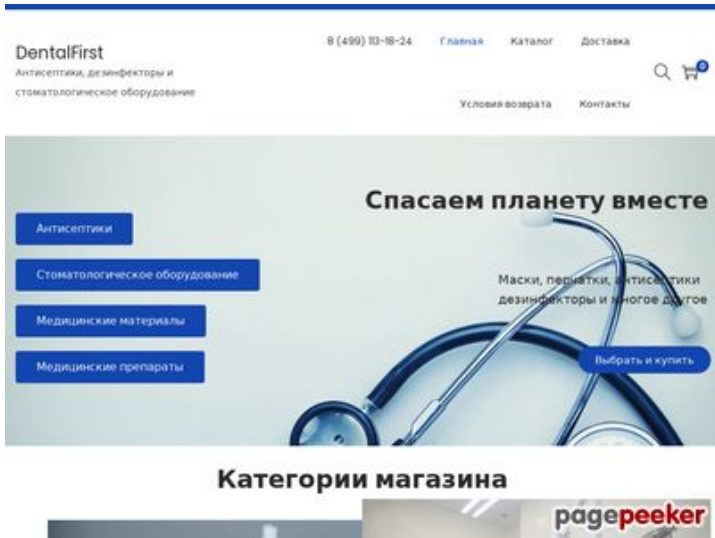 DentalFirst
Антисептики, дезинфекторы и
стоматологическое оборудование
8 (499) 113-18-24
Главная
Каталог
Доставка
0
Условия возврата
Контакты
Спасаем планету вместе
Антисептики
Стоматологическое оборудование
Медицинские материалы
Медицинские препараты
Маски, перчатки, антисептики
дезинфекторы и многое другое
Выбрать и купить
Категории магазина
pagepeeker